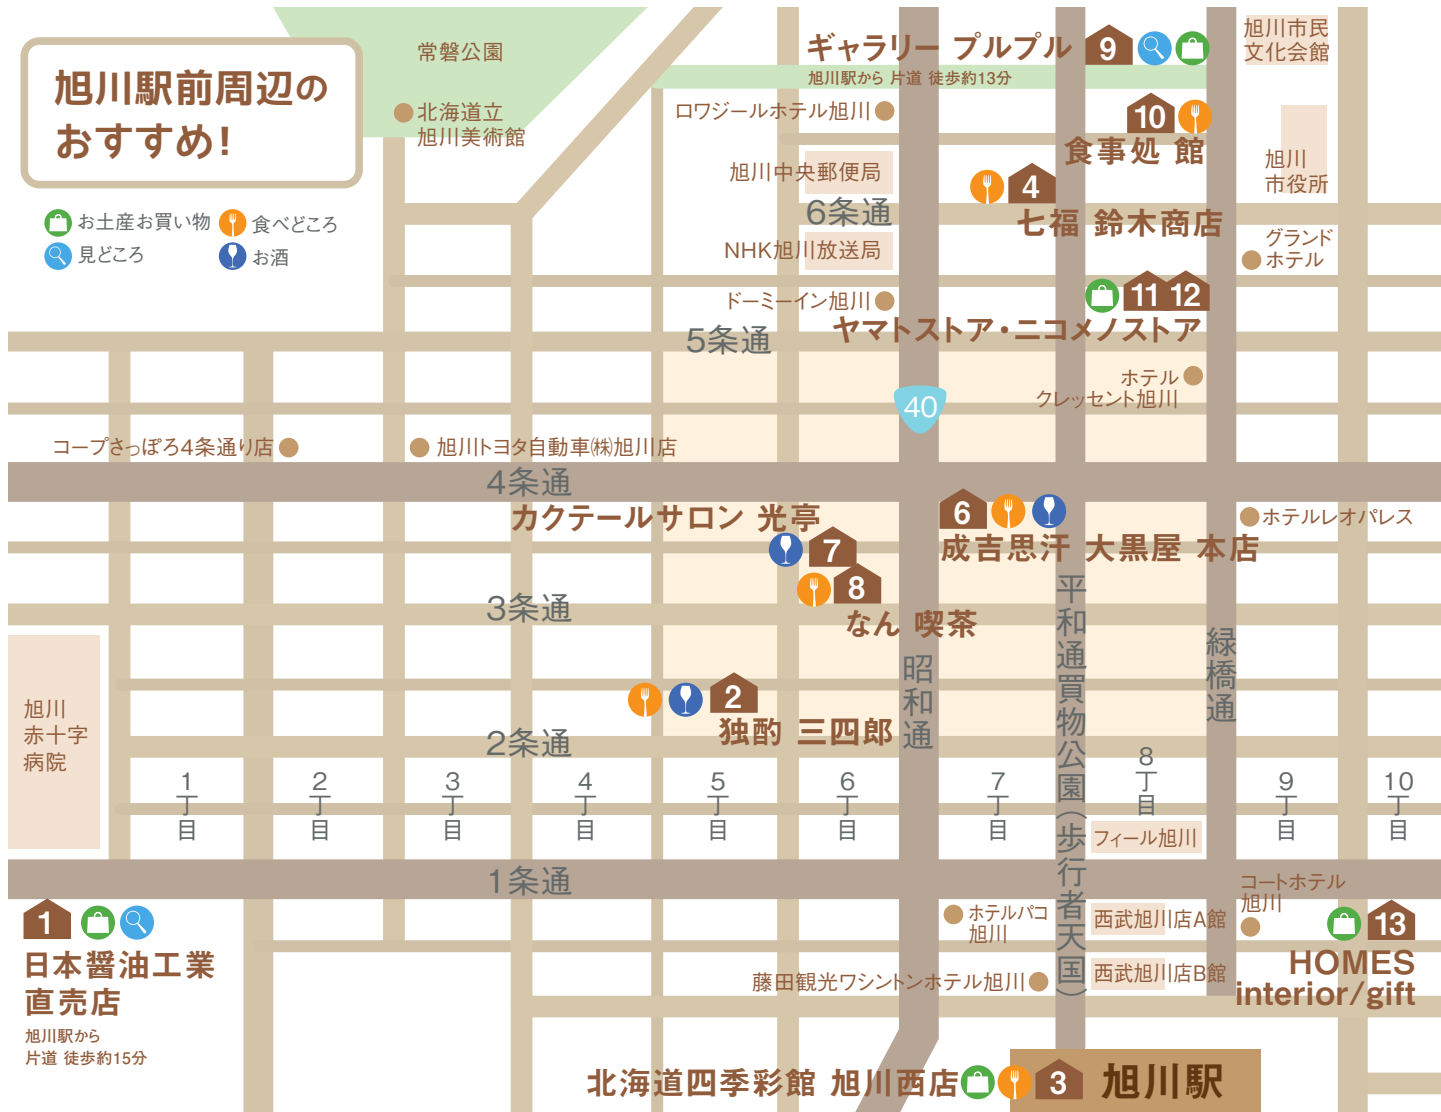 旭川駅前周辺の
おすすめ!
お土産お買い物
食べどころ
見どころ
お酒
常磐公園
北海道立
旭川美術館
ギャラリー プルプル
9
旭川駅から 片道 徒歩約13分
旭川市民
文化会館
ロワジールホテル旭川
10
食事処 館
旭川
市役所
旭川中央郵便局
4
6条通
七福 鈴木商店
NHK旭川放送局
グランド
ホテル
ドーミーイン旭川
11
12
ヤマトストア・ニコメノストア
5条通
ホテル
クレッセント旭川
40
コープさっぽろ4条通り店
旭川トヨタ自動車㈱旭川店
4条通
カクテールサロン 光亭
7
6
成吉思汗 大黒屋 本店
ホテルレオパレス
8
なん 喫茶
3条通
昭和通
平和通買物公園(歩行者天国)
緑橋通
2
独酌 三四郎
2条通
旭川
赤十字
病院
1丁目
2丁目
3丁目
4丁目
5丁目
6丁目
7丁目
8丁目
9丁目
10丁目
フィール旭川
1条通
1
日本醤油工業
直売店
旭川駅から
片道 徒歩約15分
ホテルパコ
旭川
西武旭川店A館
コートホテル
旭川
13
HOMES
interior/gift
藤田観光ワシントンホテル旭川
西武旭川店B館
北海道四季彩館 旭川西店
3
旭川駅